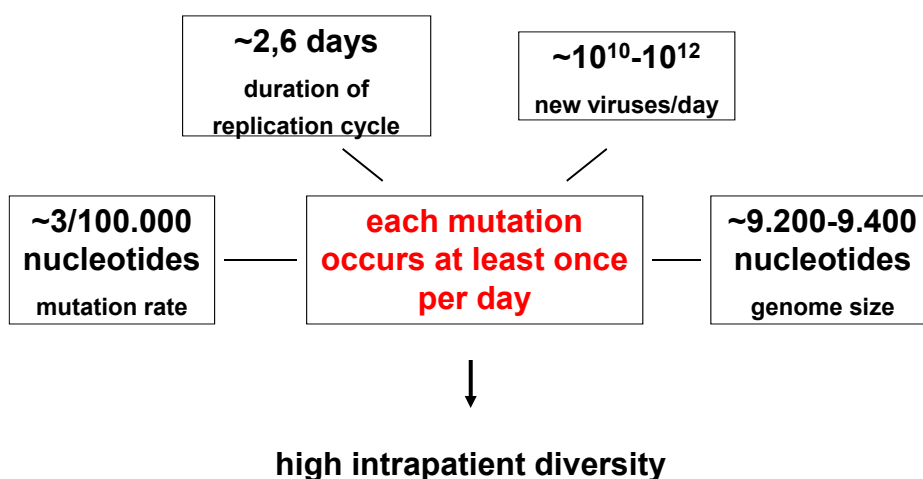 ~2,6 days
duration of
replication cycle
~10¹⁰-10¹²
new viruses/day
~3/100.000
nucleotides
mutation rate
each mutation
occurs at least once
per day
~9.200-9.400
nucleotides
genome size
high intrapatient diversity